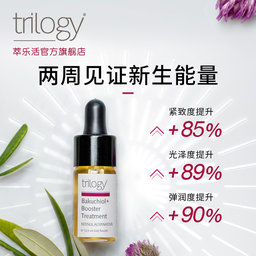 trilogy®
萃乐活官方旗舰店
两周见证新生能量
紧致度提升
+85%
光泽度提升
+89%
弹润度提升
+90%
trilogy®
Bakuchiol+
Booster
Treatment